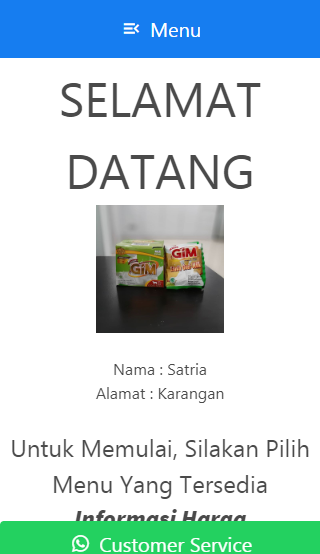 Menu
SELAMAT
DATANG
GIM
GIM
Nama : Satria
Alamat : Karangan
Untuk Memulai, Silakan Pilih
Menu Yang Tersedia
Informasi Harga
Customer Service